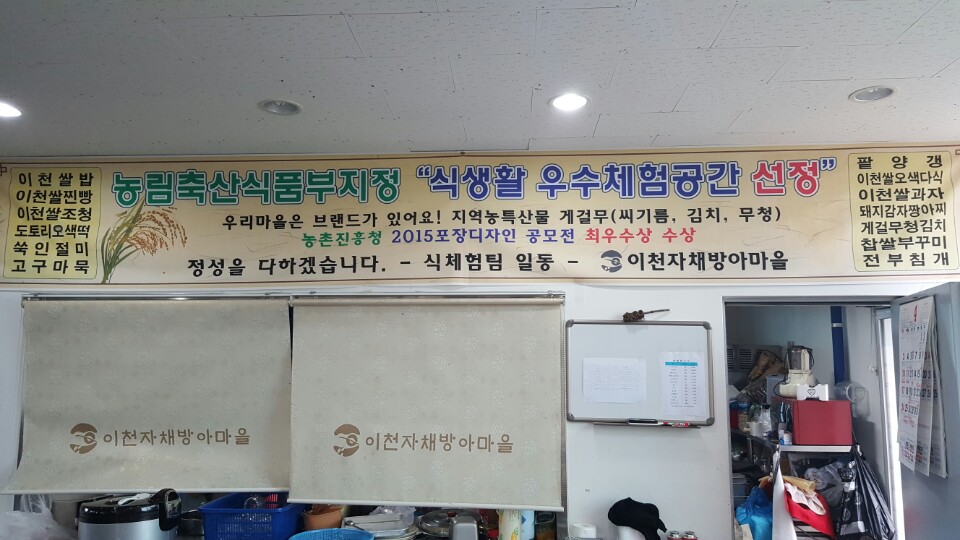 이천쌀밥
이천쌀찐빵
이천쌀조청
도토리오색떡
쑥인절미
고구마묵
농림축산식품부지정 "식생활 우수체험공간 선정"
우리마을은 브랜드가 있어요! 지역농특산물 게걸무(씨기름, 김치, 무청)
농촌진흥청 2015포장디자인 공모전 최우수상 수상
정성을 다하겠습니다. - 식체험팀 일동 - 이천자채방아마을
팥양갱
이천쌀오색다식
이천쌀과자
돼지감자짱아찌
게걸무청김치
찹쌀부꾸미
전부침개
이천자채방아마을
이천자채방아마을
4